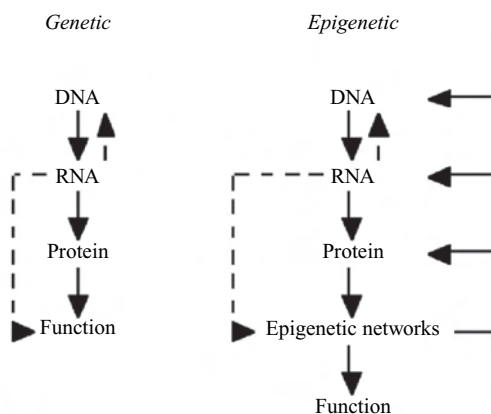 Genetic
Epigenetic
DNA
DNA
RNA
RNA
Protein
Protein
Function
Epigenetic networks
Function